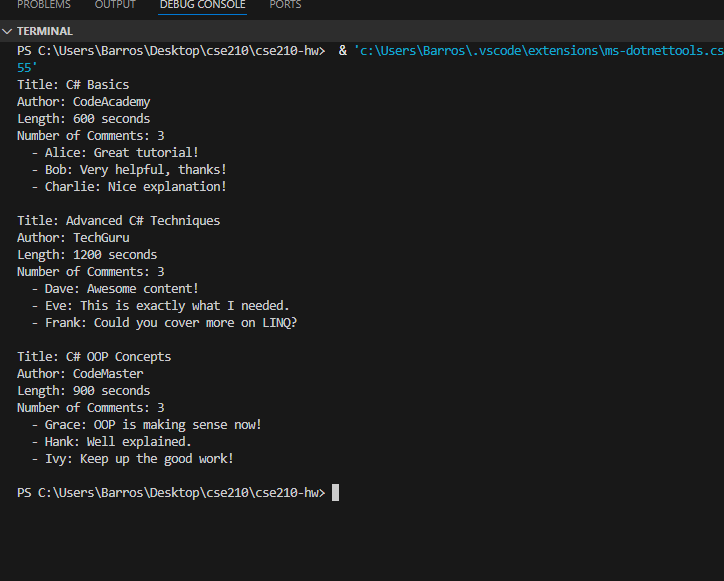 PROBLEMS OUTPUT DEBUG CONSOLE PORTS
TERMINAL
PS C:\Users\Barros\Desktop\cse210\cse210-hw>  & 'c:\Users\Barros\.vscode\extensions\ms-dotnettools.cs
55'
Title: C# Basics
Author: CodeAcademy
Length: 600 seconds
Number of Comments: 3
  - Alice: Great tutorial!
  - Bob: Very helpful, thanks!
  - Charlie: Nice explanation!
Title: Advanced C# Techniques
Author: TechGuru
Length: 1200 seconds
Number of Comments: 3
  - Dave: Awesome content!
  - Eve: This is exactly what I needed.
  - Frank: Could you cover more on LINQ?
Title: C# OOP Concepts
Author: CodeMaster
Length: 900 seconds
Number of Comments: 3
  - Grace: OOP is making sense now!
  - Hank: Well explained.
  - Ivy: Keep up the good work!
PS C:\Users\Barros\Desktop\cse210\cse210-hw>